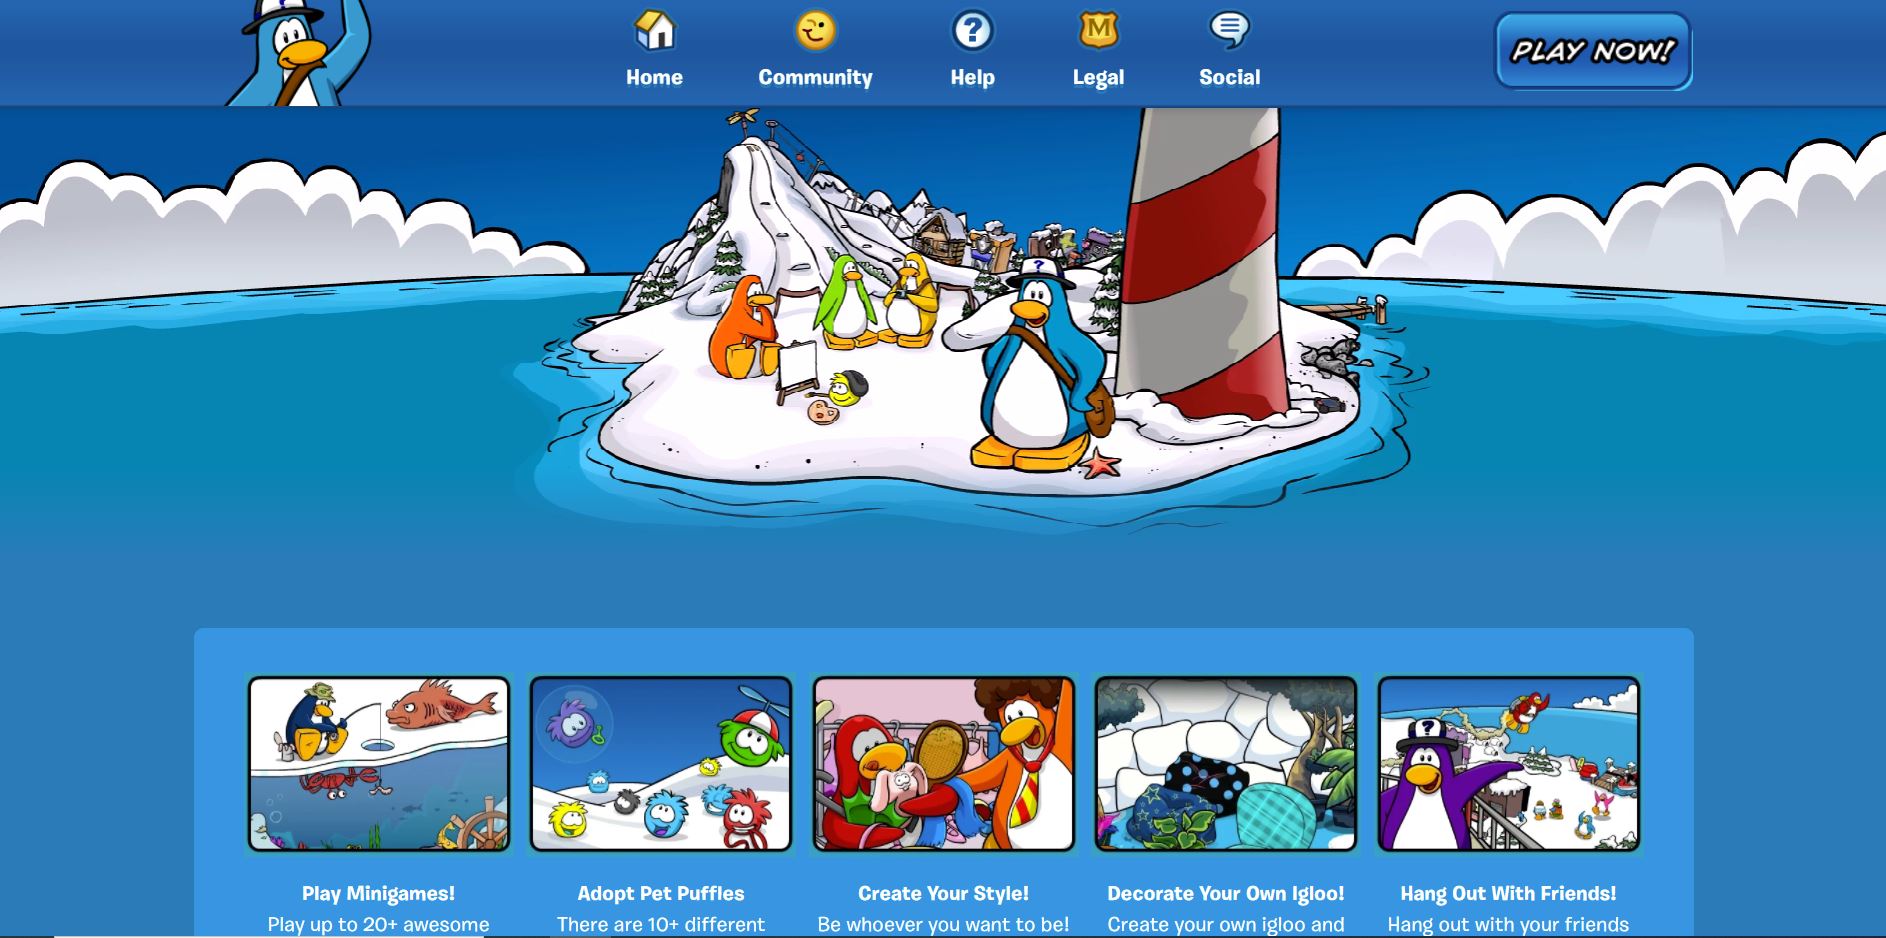 Home
Community
Help
Legal
Social
PLAY NOW!
?
?
M
?
?
Play Minigames!
Play up to 20+ awesome
Adopt Pet Puffles
There are 10+ different
Create Your Style!
Be whoever you want to be!
Decorate Your Own Igloo!
Create your own igloo and
Hang Out With Friends!
Hang out with your friends